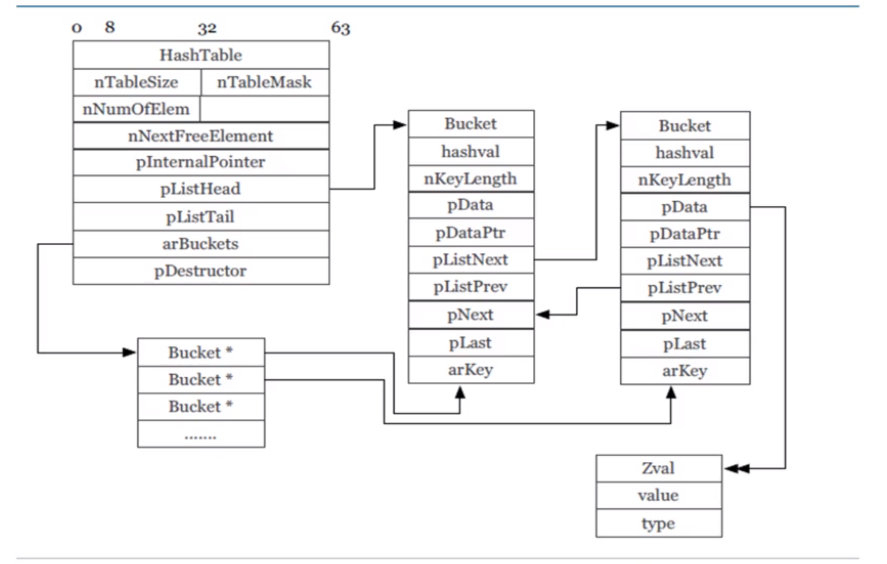 0 8 32 63
HashTable
nTableSize nTableMask
nNumOfElem
nNextFreeElement
pInternalPointer
pListHead
pListTail
arBuckets
pDestructor
Bucket *
Bucket *
Bucket *
.......
Bucket
hashval
nKeyLength
pData
pDataPtr
pListNext
pListPrev
pNext
pLast
arKey
Bucket
hashval
nKeyLength
pData
pDataPtr
pListNext
pListPrev
pNext
pLast
arKey
Zval
value
type